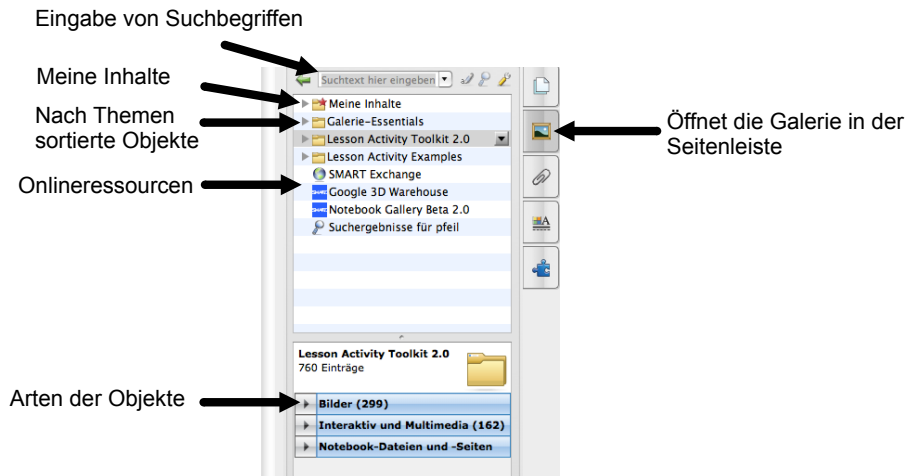 Eingabe von Suchbegriffen
Suchtext hier eingeben
Meine Inhalte
Meine Inhalte
Nach Themen
sortierte Objekte
Galerie-Essentials
Lesson Activity Toolkit 2.0
Öffnet die Galerie in der
Seitenleiste
Lesson Activity Examples
Onlineressourcen
SMART Exchange
Google 3D Warehouse
Notebook Gallery Beta 2.0
Suchergebnisse für pfeil
Lesson Activity Toolkit 2.0
760 Einträge
Arten der Objekte
Bilder (299)
Interaktiv und Multimedia (162)
Notebook-Dateien und -Seiten